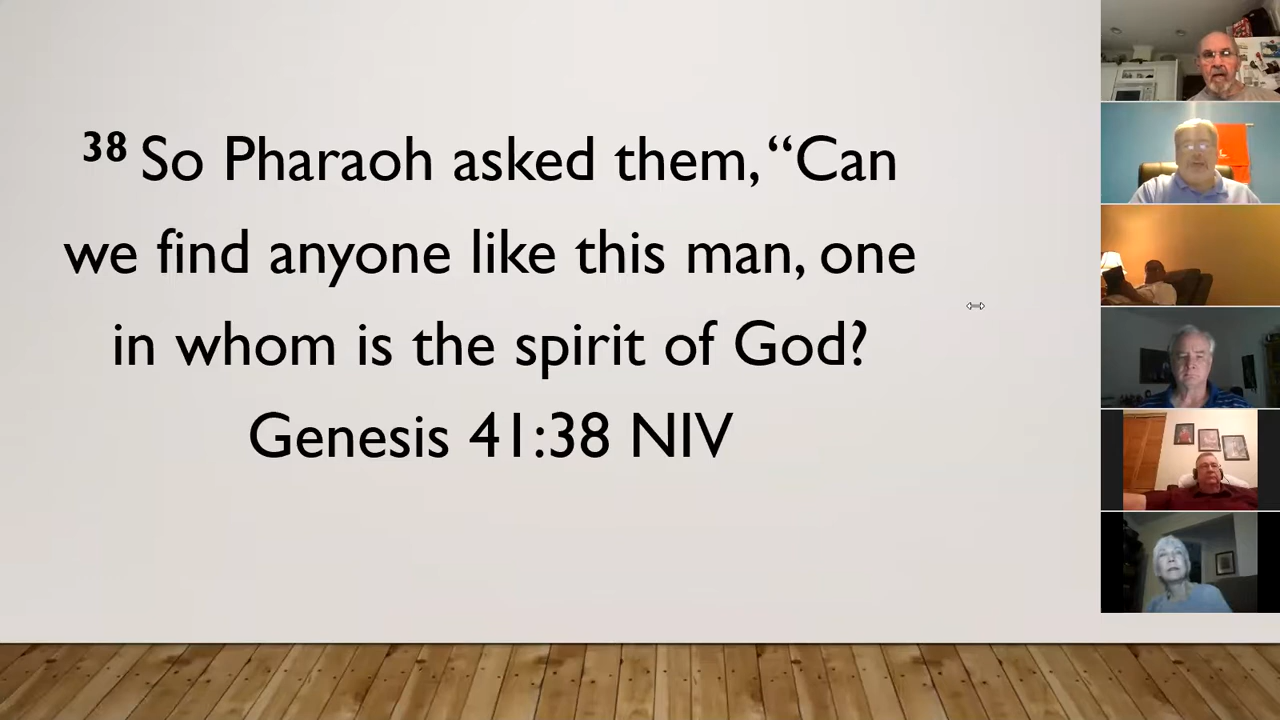 38 So Pharaoh asked them, “Can
we find anyone like this man, one
in whom is the spirit of God?
Genesis 41:38 NIV